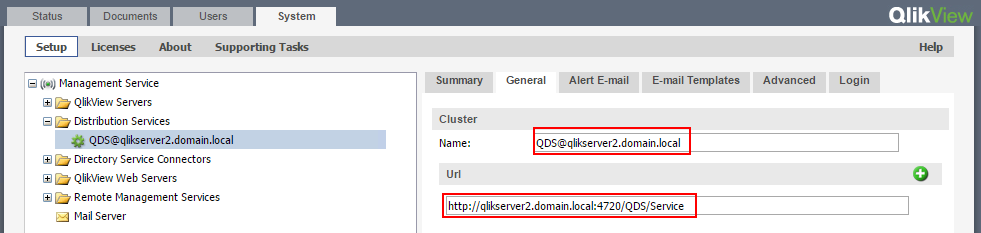 Status Documents Users System QlikView
Setup Licenses About Supporting Tasks Help
Management Service
QlikView Servers
Distribution Services
QDS@qlikserver2.domain.local
Directory Service Connectors
QlikView Web Servers
Remote Management Services
Mail Server
Summary General Alert E-mail E-mail Templates Advanced Login
Cluster
Name: QDS@qlikserver2.domain.local
Url
http://qlikserver2.domain.local:4720/QDS/Service